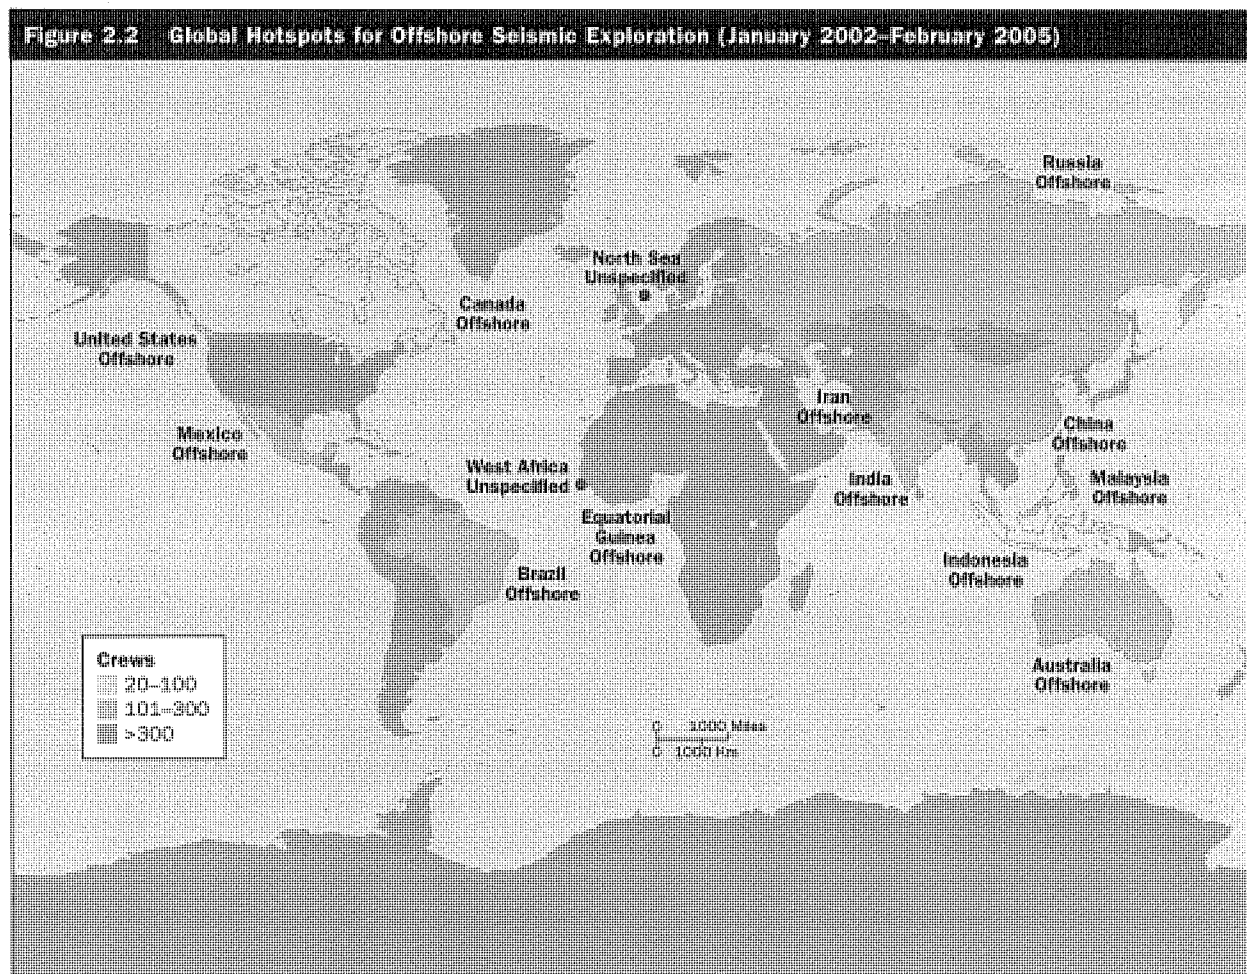 Figure 2.2 Global Hotspots for Offshore Seismic Exploration (January 2002–February 2005)
Russia
Offshore
North Sea
Unspecified
Canada
Offshore
United States
Offshore
Iran
Offshore
China
Offshore
Mexico
Offshore
West Africa
Unspecified
India
Offshore
Malaysia
Offshore
Equatorial
Guinea
Offshore
Indonesia
Offshore
Brazil
Offshore
Crews
20–100
101–300
>300
Australia
Offshore
0 1000 Miles
0 1000 Km